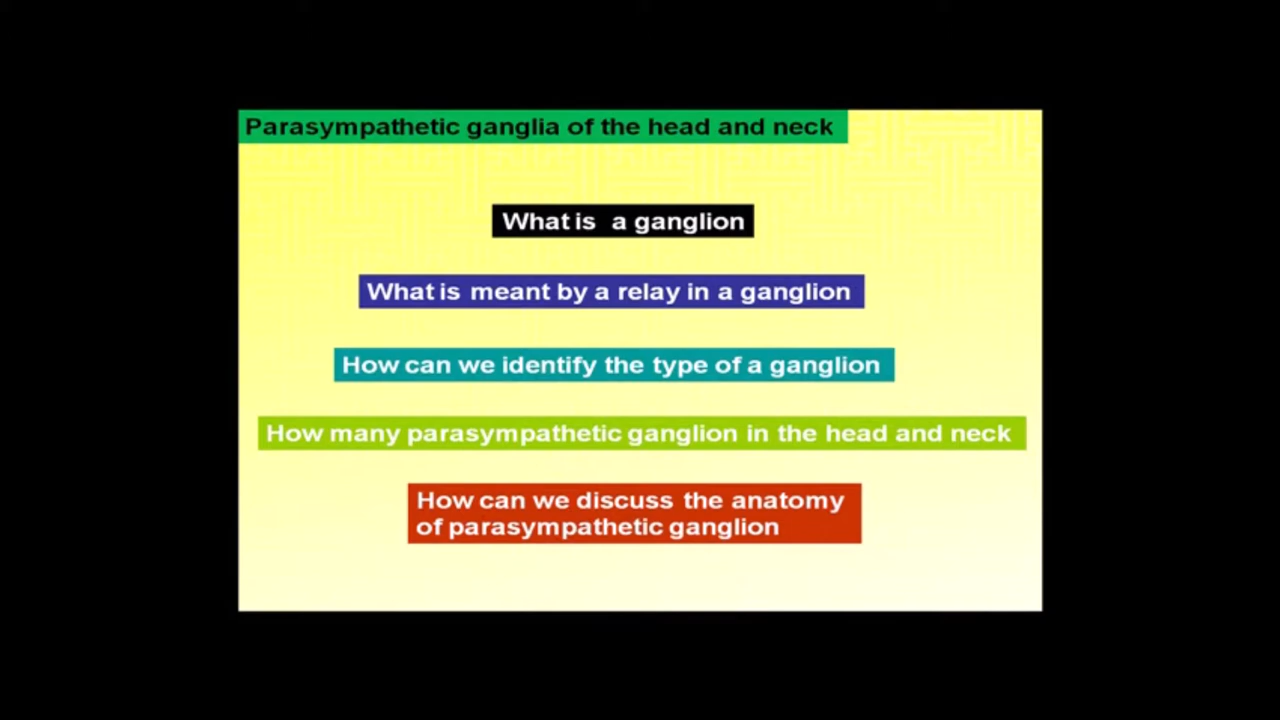 Parasympathetic ganglia of the head and neck
What is a ganglion
What is meant by a relay in a ganglion
How can we identify the type of a ganglion
How many parasympathetic ganglion in the head and neck
How can we discuss the anatomy
of parasympathetic ganglion